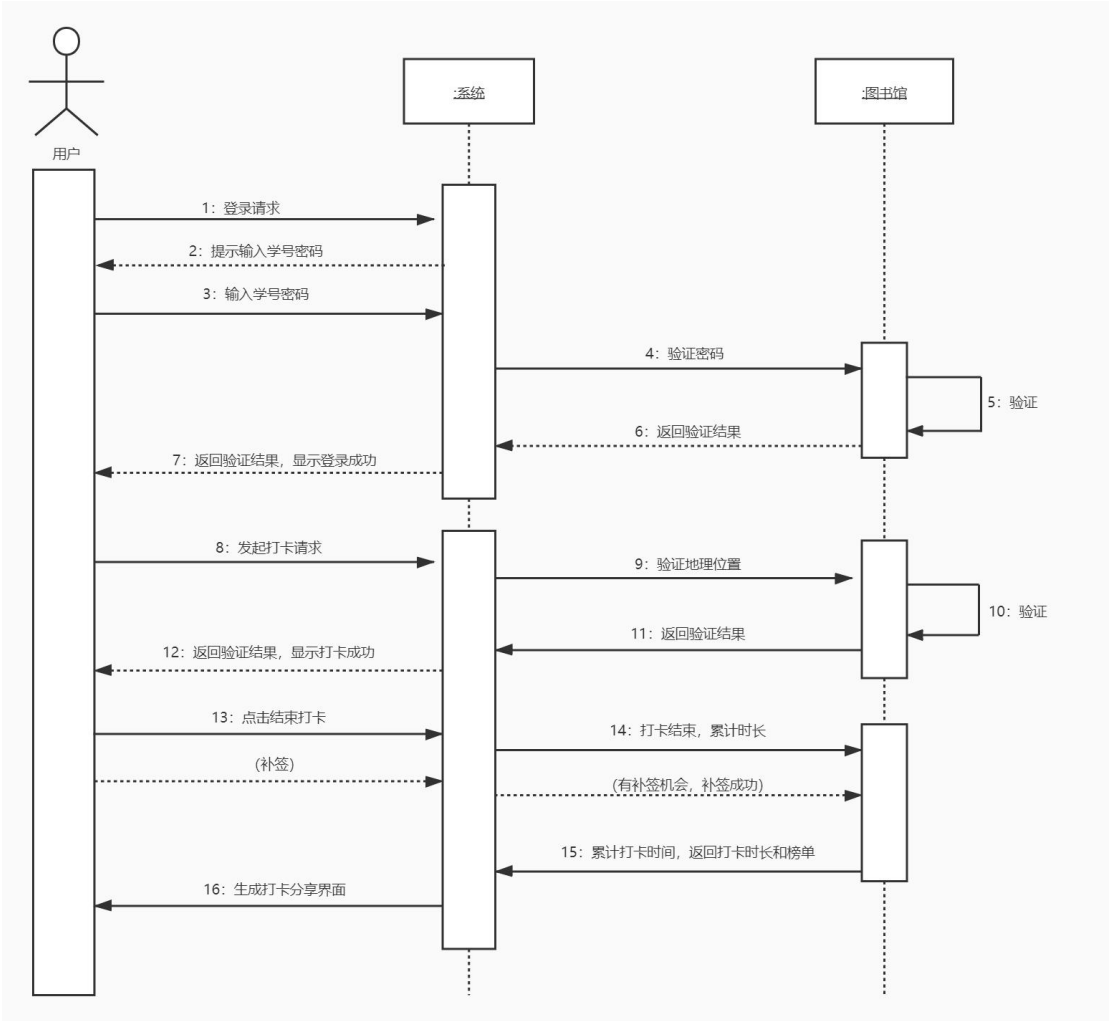 :系统
:图书馆
用户
1：登录请求
2：提示输入学号密码
3：输入学号密码
4：验证密码
5：验证
6：返回验证结果
7：返回验证结果，显示登录成功
8：发起打卡请求
9：验证地理位置
10：验证
11：返回验证结果
12：返回验证结果，显示打卡成功
13：点击结束打卡
14：打卡结束，累计时长
(补签)
(有补签机会，补签成功)
15：累计打卡时间，返回打卡时长和榜单
16：生成打卡分享界面